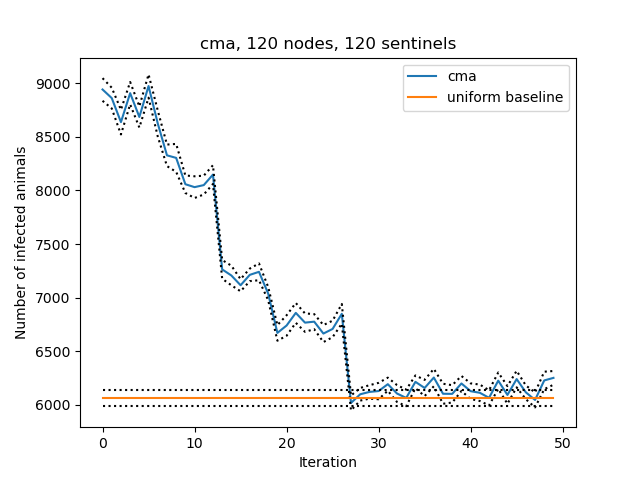 cma, 120 nodes, 120 sentinels
cma
uniform baseline
Number of infected animals
9000
8500
8000
7500
7000
6500
6000
0 10 20 30 40 50
Iteration